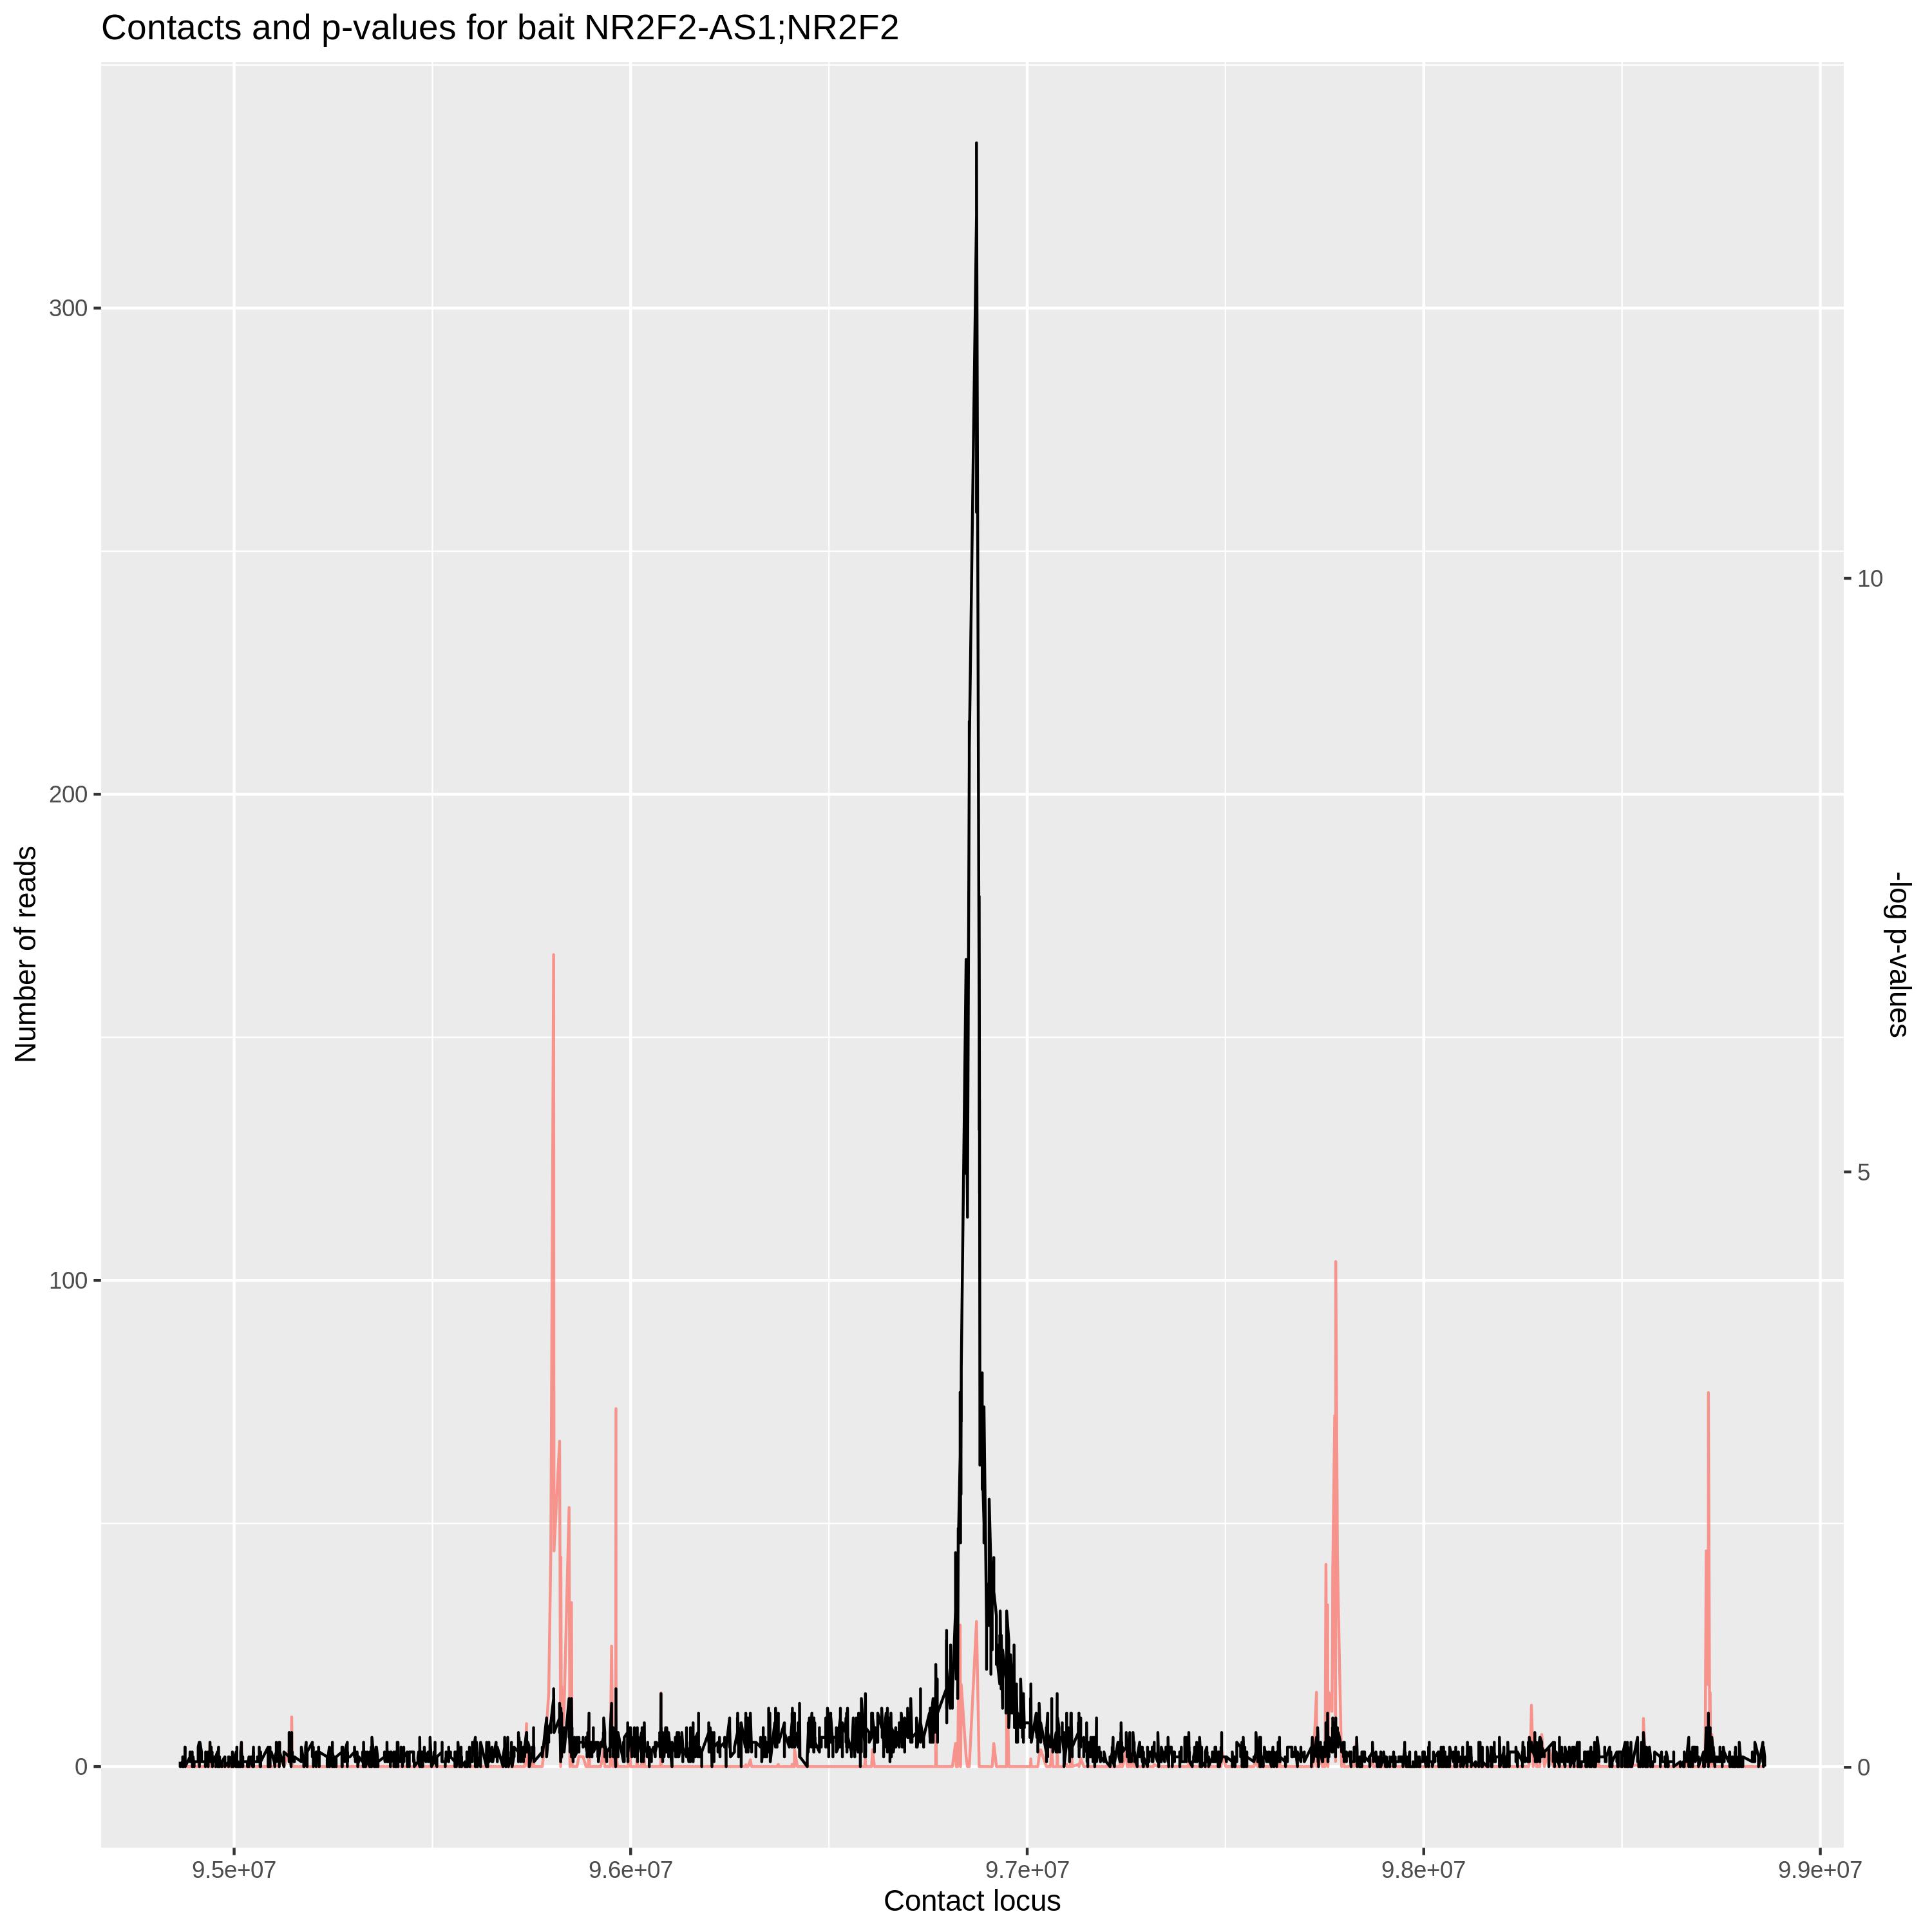 Contacts and p-values for bait NR2F2-AS1;NR2F2
300
200
100
0
Number of reads
10
5
0
-log p-values
9.5e+07
9.6e+07
9.7e+07
9.8e+07
9.9e+07
Contact locus